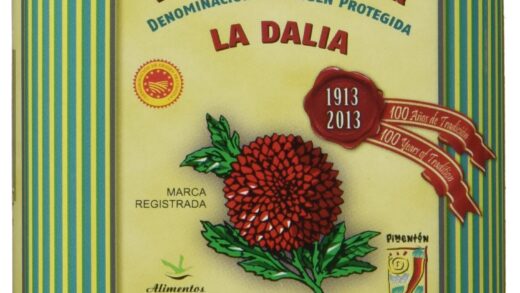 DENOMINACIÓN DE ORIGEN PROTEGIDA
LA DALIA
1913
2013
100 Años de Tradición
100 Years of Tradition
MARCA
REGISTRADA
Alimentos
Pimentón